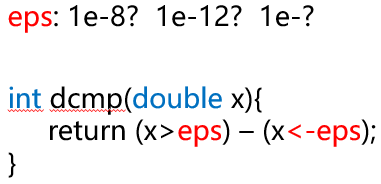 eps: 1e-8?  1e-12?  1e-?
int dcmp(double x){
return (x>eps) – (x<-eps);
}